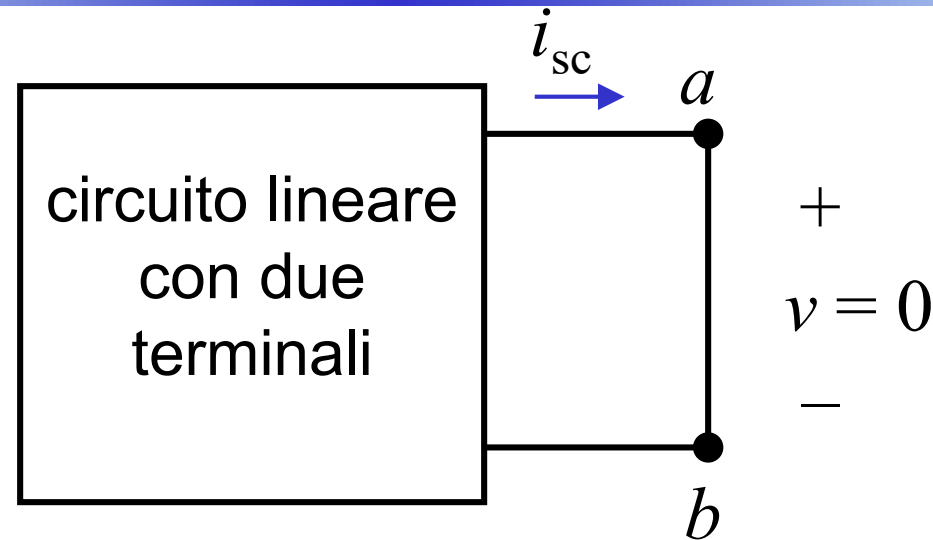 i_sc
a
circuito lineare
con due
terminali
+
v = 0
−
b